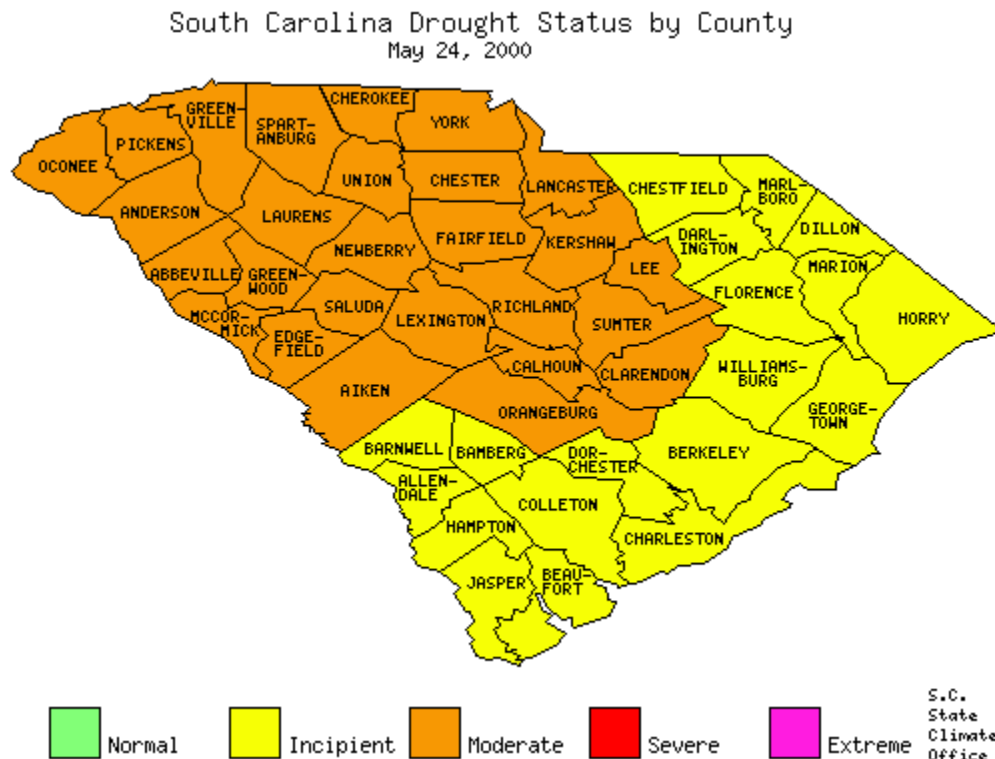 South Carolina Drought Status by County
May 24, 2000
CHEROKEE
GREEN-
VILLE
SPART-
ANBURG
YORK
PICKENS
OCONEE
UNION
CHESTER
LANCASTER
CHESTFIELD
MARL-
BORO
ANDERSON
LAURENS
NEWBERRY
FAIRFIELD
KERSHAW
DARL-
INGTON
DILLON
ABBEVILLE
GREEN-
WOOD
LEE
MARION
SALUDA
LEXINGTON
RICHLAND
FLORENCE
MCCOR-
MICK
EDGE-
FIELD
SUMTER
HORRY
CALHOUN
CLARENDON
WILLIAMS-
BURG
AIKEN
ORANGEBURG
GEORGE-
TOWN
BARNWELL
BAMBERG
DOR-
CHESTER
BERKELEY
ALLEN-
DALE
COLLETON
HAMPTON
CHARLESTON
JASPER
BEAU-
FORT
Normal
Incipient
Moderate
Severe
Extreme
S.C.
State
Climate
Office